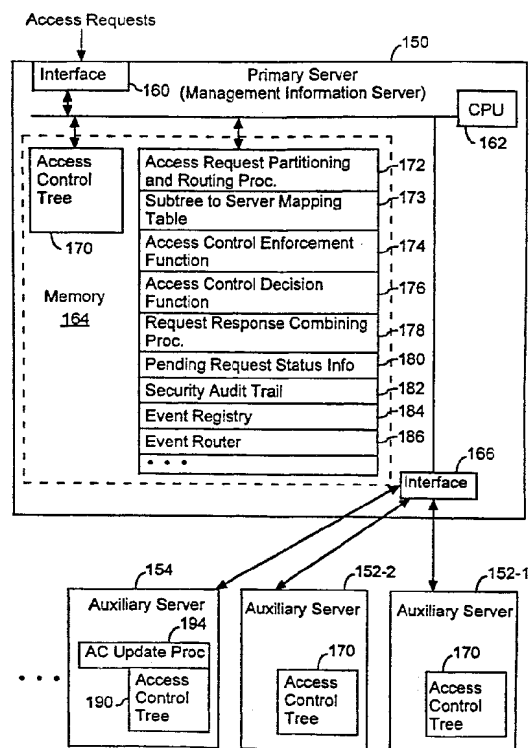 Access Requests
150
Interface
160
Primary Server
(Management Information Server)
CPU
162
Access
Control
Tree
170
Memory
164
Access Request Partitioning
and Routing Proc.
172
Subtree to Server Mapping
Table
173
Access Control Enforcement
Function
174
Access Control Decision
Function
176
Request Response Combining
Proc.
178
Pending Request Status Info
180
Security Audit Trail
182
Event Registry
184
Event Router
186
• • •
166
Interface
154
Auxiliary Server
194
AC Update Proc
190
Access
Control
Tree
152-2
Auxiliary Server
170
Access
Control
Tree
152-1
Auxiliary Server
170
Access
Control
Tree
• • •